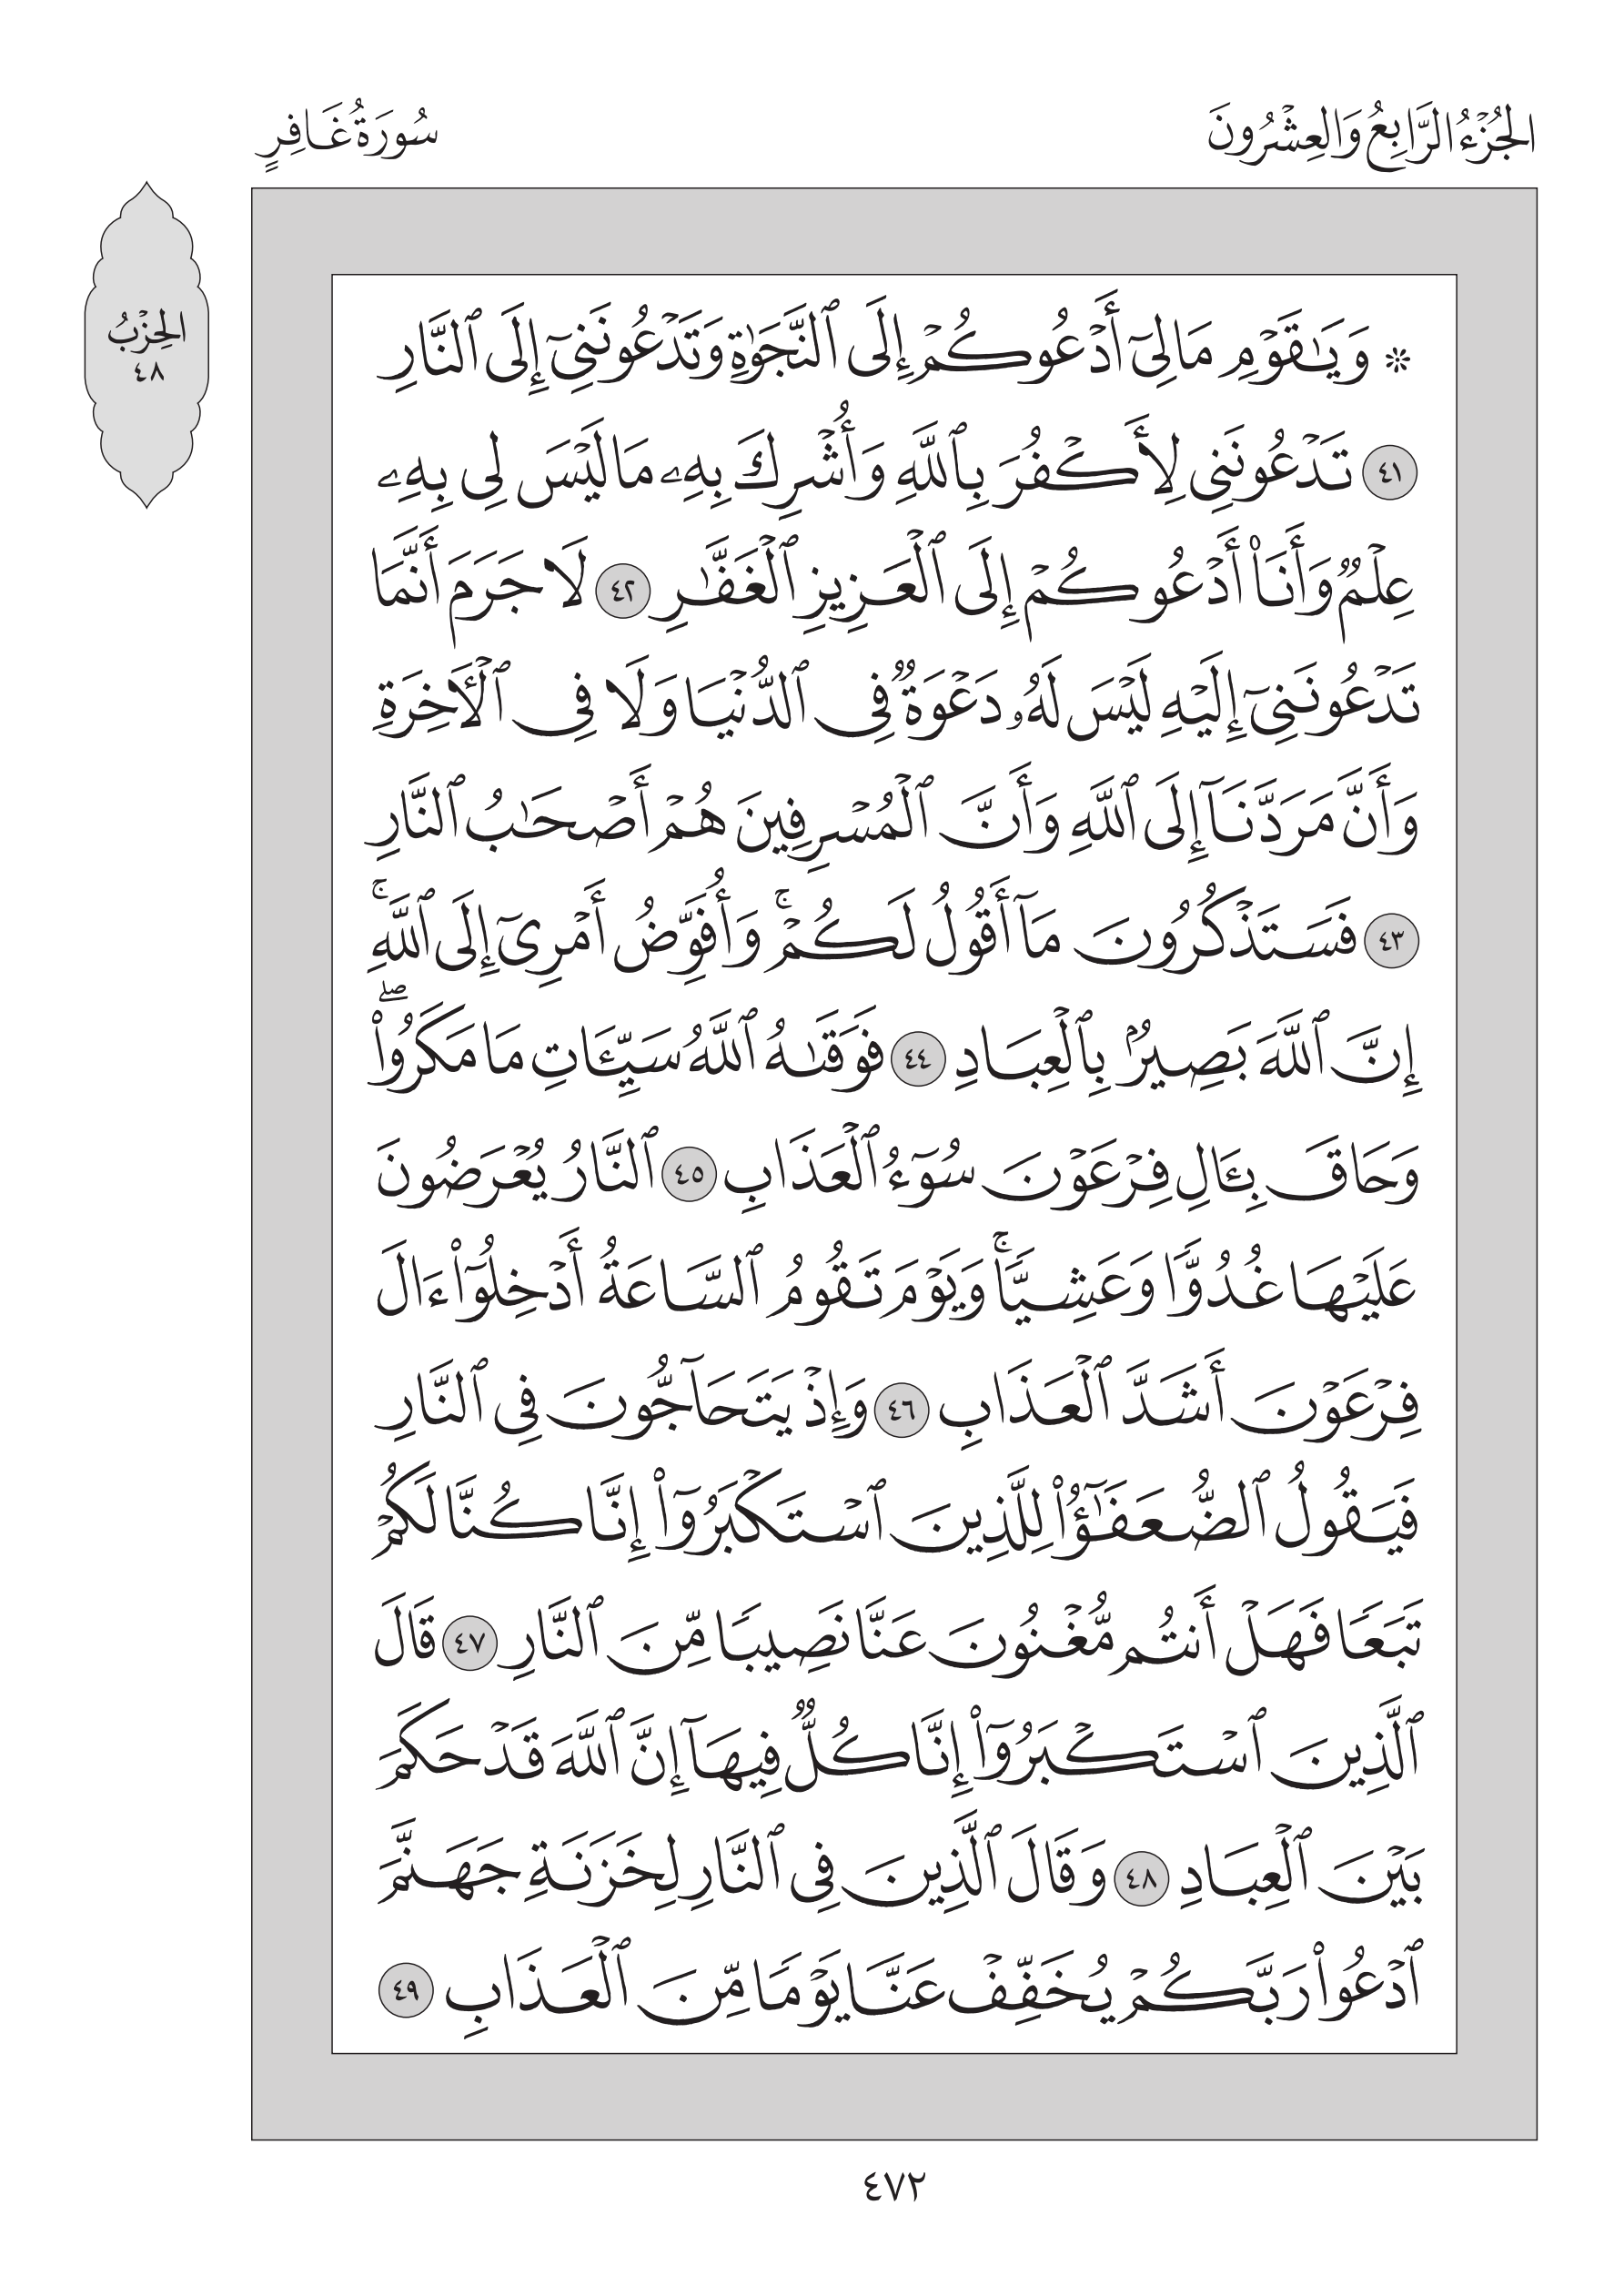 الجُزْءُ الرَّابِعُ وَالعِشْرُونَ
سُورَةُ غَافِرٍ
الحِزْبُ
٤٨
* وَيَٰقَوْمِ مَا لِىٓ أَدْعُوكُمْ إِلَى ٱلنَّجَوٰةِ وَتَدْعُونَنِىٓ إِلَى ٱلنَّارِ
٤١ تَدْعُونَنِى لِأَكْفُرَ بِٱللَّهِ وَأُشْرِكَ بِهِۦ مَا لَيْسَ لِى بِهِۦ
عِلْمٌ وَأَنَا۠ أَدْعُوكُمْ إِلَى ٱلْعَزِيزِ ٱلْغَفَّٰرِ ٤٢ لَا جَرَمَ أَنَّمَا
تَدْعُونَنِىٓ إِلَيْهِ لَيْسَ لَهُۥ دَعْوَةٌ فِى ٱلدُّنْيَا وَلَا فِى ٱلْأَخِرَةِ
وَأَنَّ مَرَدَّنَآ إِلَى ٱللَّهِ وَأَنَّ ٱلْمُسْرِفِينَ هُمْ أَصْحَٰبُ ٱلنَّارِ
٤٣ فَسَتَذْكُرُونَ مَآ أَقُولُ لَكُمْ ۚ وَأُفَوِّضُ أَمْرِىٓ إِلَى ٱللَّهِ ۚ
إِنَّ ٱللَّهَ بَصِيرٌۢ بِٱلْعِبَادِ ٤٤ فَوَقَىٰهُ ٱللَّهُ سَيِّـَٔاتِ مَا مَكَرُوا۟ ۖ
وَحَاقَ بِـَٔالِ فِرْعَوْنَ سُوٓءُ ٱلْعَذَابِ ٤٥ ٱلنَّارُ يُعْرَضُونَ
عَلَيْهَا غُدُوًّا وَعَشِيًّا ۚ وَيَوْمَ تَقُومُ ٱلسَّاعَةُ أَدْخِلُوٓا۟ ءَالَ
فِرْعَوْنَ أَشَدَّ ٱلْعَذَابِ ٤٦ وَإِذْ يَتَحَآجُّونَ فِى ٱلنَّارِ
فَيَقُولُ ٱلضُّعَفَٰٓؤُا۟ لِلَّذِينَ ٱسْتَكْبَرُوٓا۟ إِنَّا كُنَّا لَكُمْ
تَبَعًا فَهَلْ أَنتُم مُّغْنُونَ عَنَّا نَصِيبًا مِّنَ ٱلنَّارِ ٤٧ قَالَ
ٱلَّذِينَ ٱسْتَكْبَرُوٓا۟ إِنَّا كُلٌّ فِيهَآ إِنَّ ٱللَّهَ قَدْ حَكَمَ
بَيْنَ ٱلْعِبَادِ ٤٨ وَقَالَ ٱلَّذِينَ فِى ٱلنَّارِ لِخَزَنَةِ جَهَنَّمَ
ٱدْعُوا۟ رَبَّكُمْ يُخَفِّفْ عَنَّا يَوْمًا مِّنَ ٱلْعَذَابِ ٤٩
٤٧٢